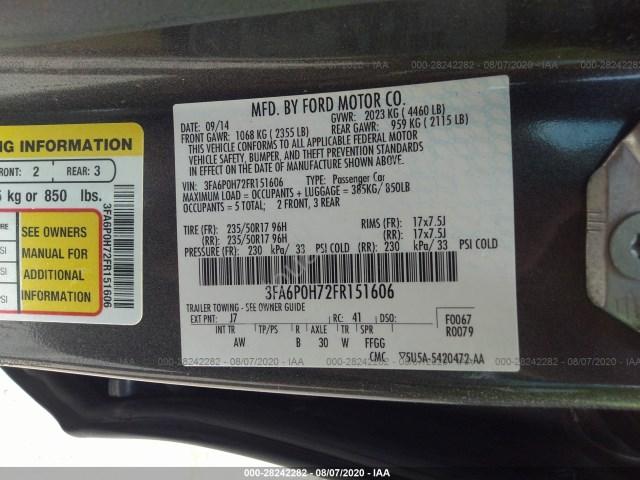 000-28242282 - 08/07/2020 - IAA
MFD. BY FORD MOTOR CO.
DATE: 09/14 GVWR: 2023 KG ( 4460 LB)
FRONT GAWR: 1068 KG ( 2355 LB) REAR GAWR: 959 KG ( 2115 LB)
THIS VEHICLE CONFORMS TO ALL APPLICABLE FEDERAL MOTOR
VEHICLE SAFETY, BUMPER, AND THEFT PREVENTION STANDARDS IN
EFFECT ON THE DATE OF MANUFACTURE SHOWN ABOVE.
VIN: 3FA6P0H72FR151606 TYPE: Passenger Car
MAXIMUM LOAD = OCCUPANTS + LUGGAGE = 385KG/ 850LB
OCCUPANTS = 5 TOTAL; 2 FRONT, 3 REAR
TIRE (FR): 235/50R17 96H RIMS (FR): 17x7.5J
(RR): 235/50R17 96H (RR): 17x7.5J
PRESSURE (FR): 230 kPa/ 33 PSI COLD (RR): 230 kPa/ 33 PSI COLD
3FA6P0H72FR151606
TRAILER TOWING - SEE OWNER GUIDE
EXT PNT: J7 RC: 41 DSO: F0067
R0079
INT TR TP/PS R AXLE TR SPR
AW B 30 W FFGG
CMC 5U5A-5420472-AA
NG INFORMATION
FRONT: 2 REAR: 3
kg or 850 lbs.
SEE OWNERS
MANUAL FOR
ADDITIONAL
INFORMATION
PSI
PSI
3FA6P0H72FR151606
000-28242282 - 08/07/2020 - IAA
000-28242282 - 08/07/2020 - IAA